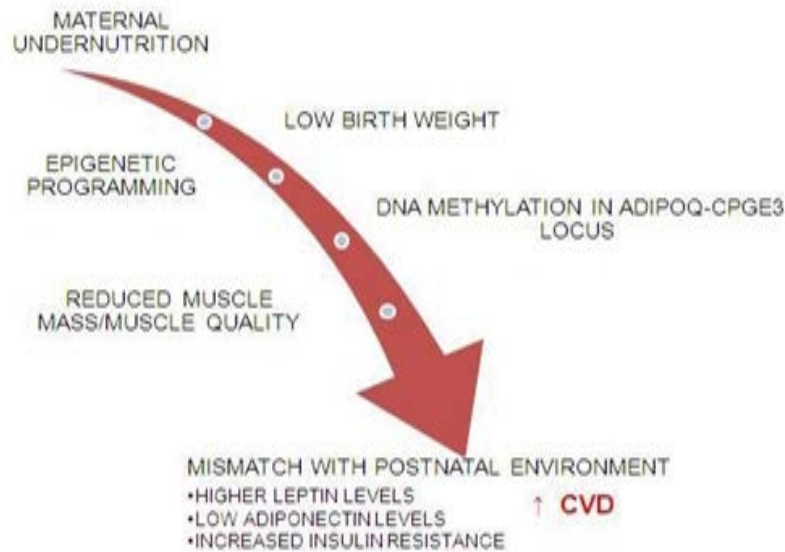 MATERNAL
UNDERNUTRITION
LOW BIRTH WEIGHT
EPIGENETIC
PROGRAMMING
DNA METHYLATION IN ADIPOQ-CPGE3
LOCUS
REDUCED MUSCLE
MASS/MUSCLE QUALITY
MISMATCH WITH POSTNATAL ENVIRONMENT
•HIGHER LEPTIN LEVELS
•LOW ADIPONECTIN LEVELS
•INCREASED INSULIN RESISTANCE
↑ CVD